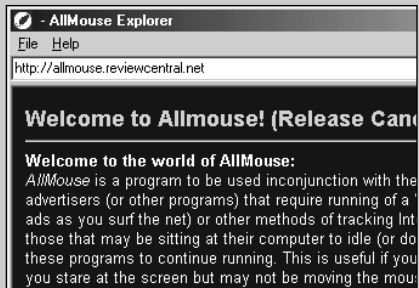 - AllMouse Explorer
File Help
http://allmouse.reviewcentral.net
Welcome to Allmouse! (Release
Welcome to the world of AllMouse:
AllMouse is a program to be used inconjunction with the
advertisers (or other programs) that require running of a
ads as you surf the net) or other methods of tracking
those that may be sitting at their computer to idle (or do
these programs to continue running. This is useful if you
you stare at the screen but may not be moving the